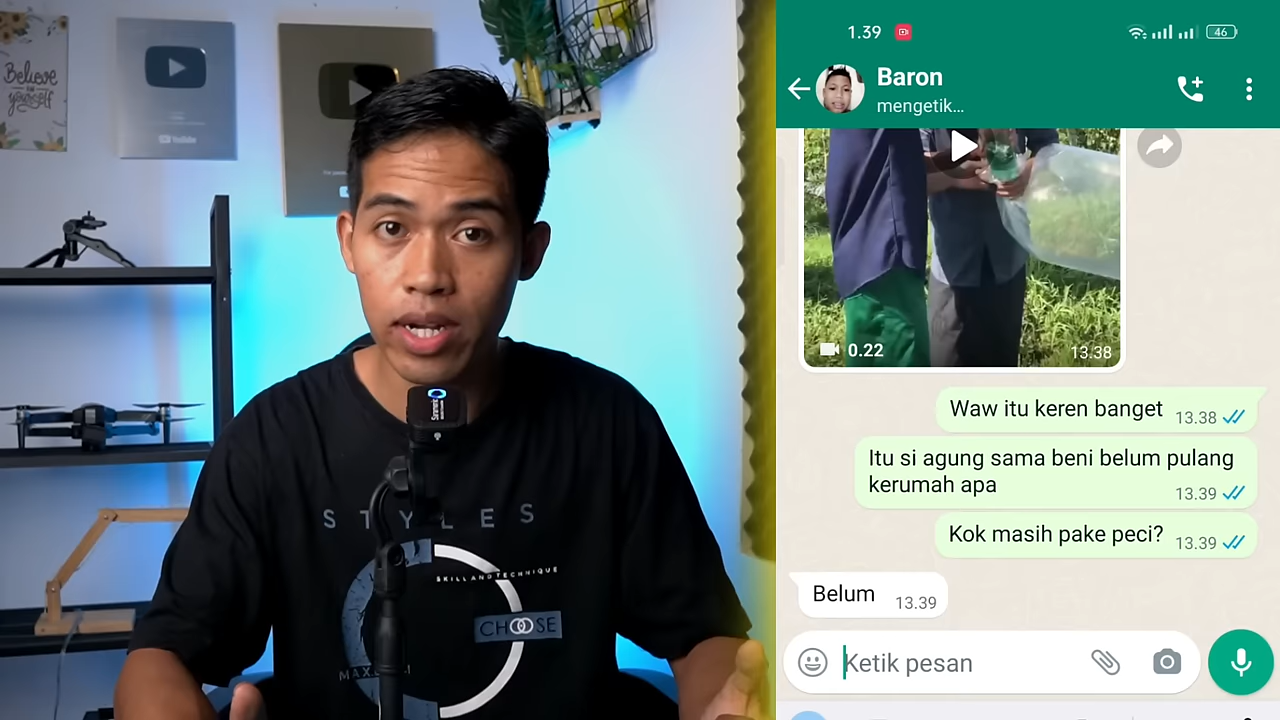 Believe
yourself
YouTube
STYLES
SKILL AND TECHNIQUE
CHOOSE
1.39
46
Baron
mengetik...
0.22
13.38
Waw itu keren banget 13.38
Itu si agung sama beni belum pulang
kerumah apa 13.39
Kok masih pake peci? 13.39
Belum 13.39
Ketik pesan